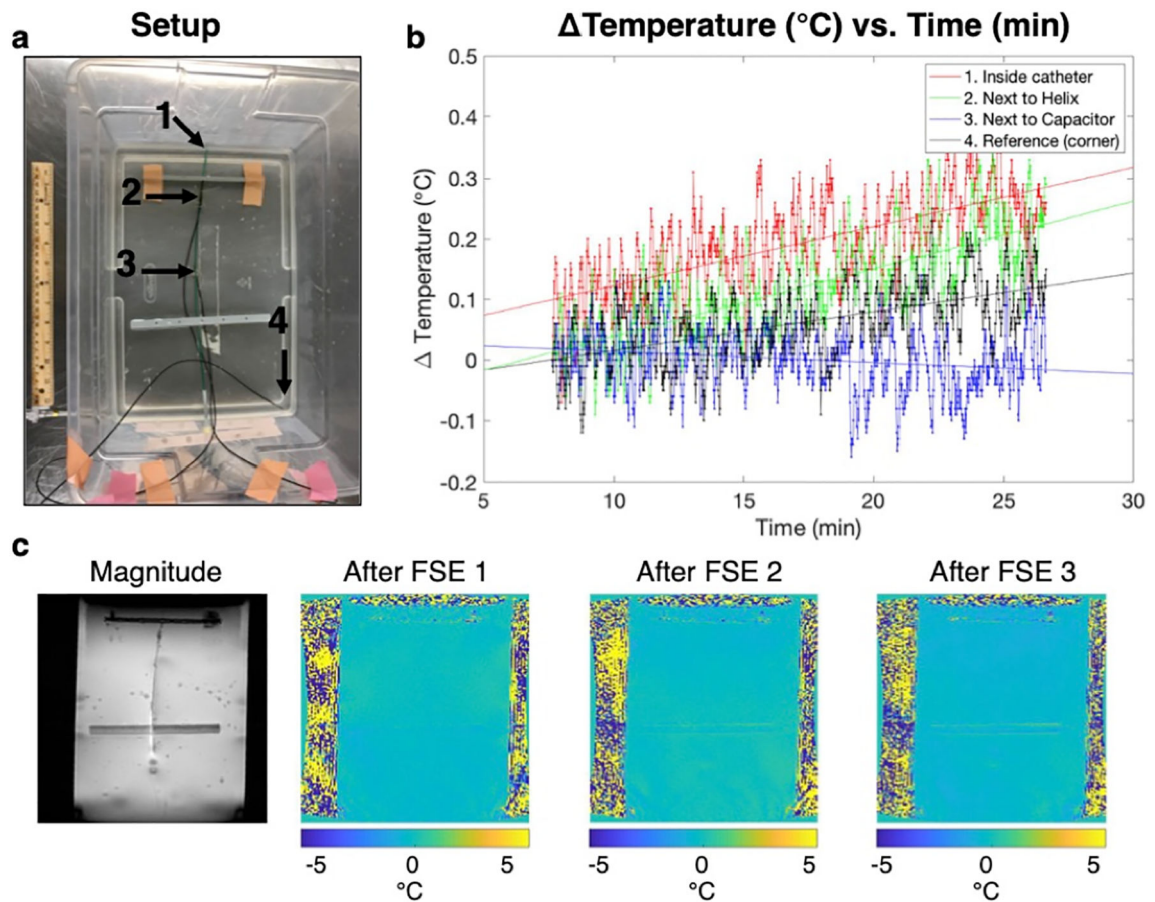 Setup
a
1
2
3
4
b
ΔTemperature (°C) vs. Time (min)
0.5
0.4
0.3
0.2
0.1
0
-0.1
-0.2
Δ Temperature (°C)
1. Inside catheter
2. Next to Helix
3. Next to Capacitor
4. Reference (corner)
5 10 15 20 25 30
Time (min)
c
Magnitude
After FSE 1
After FSE 2
After FSE 3
-5 0 5
°C
-5 0 5
°C
-5 0 5
°C